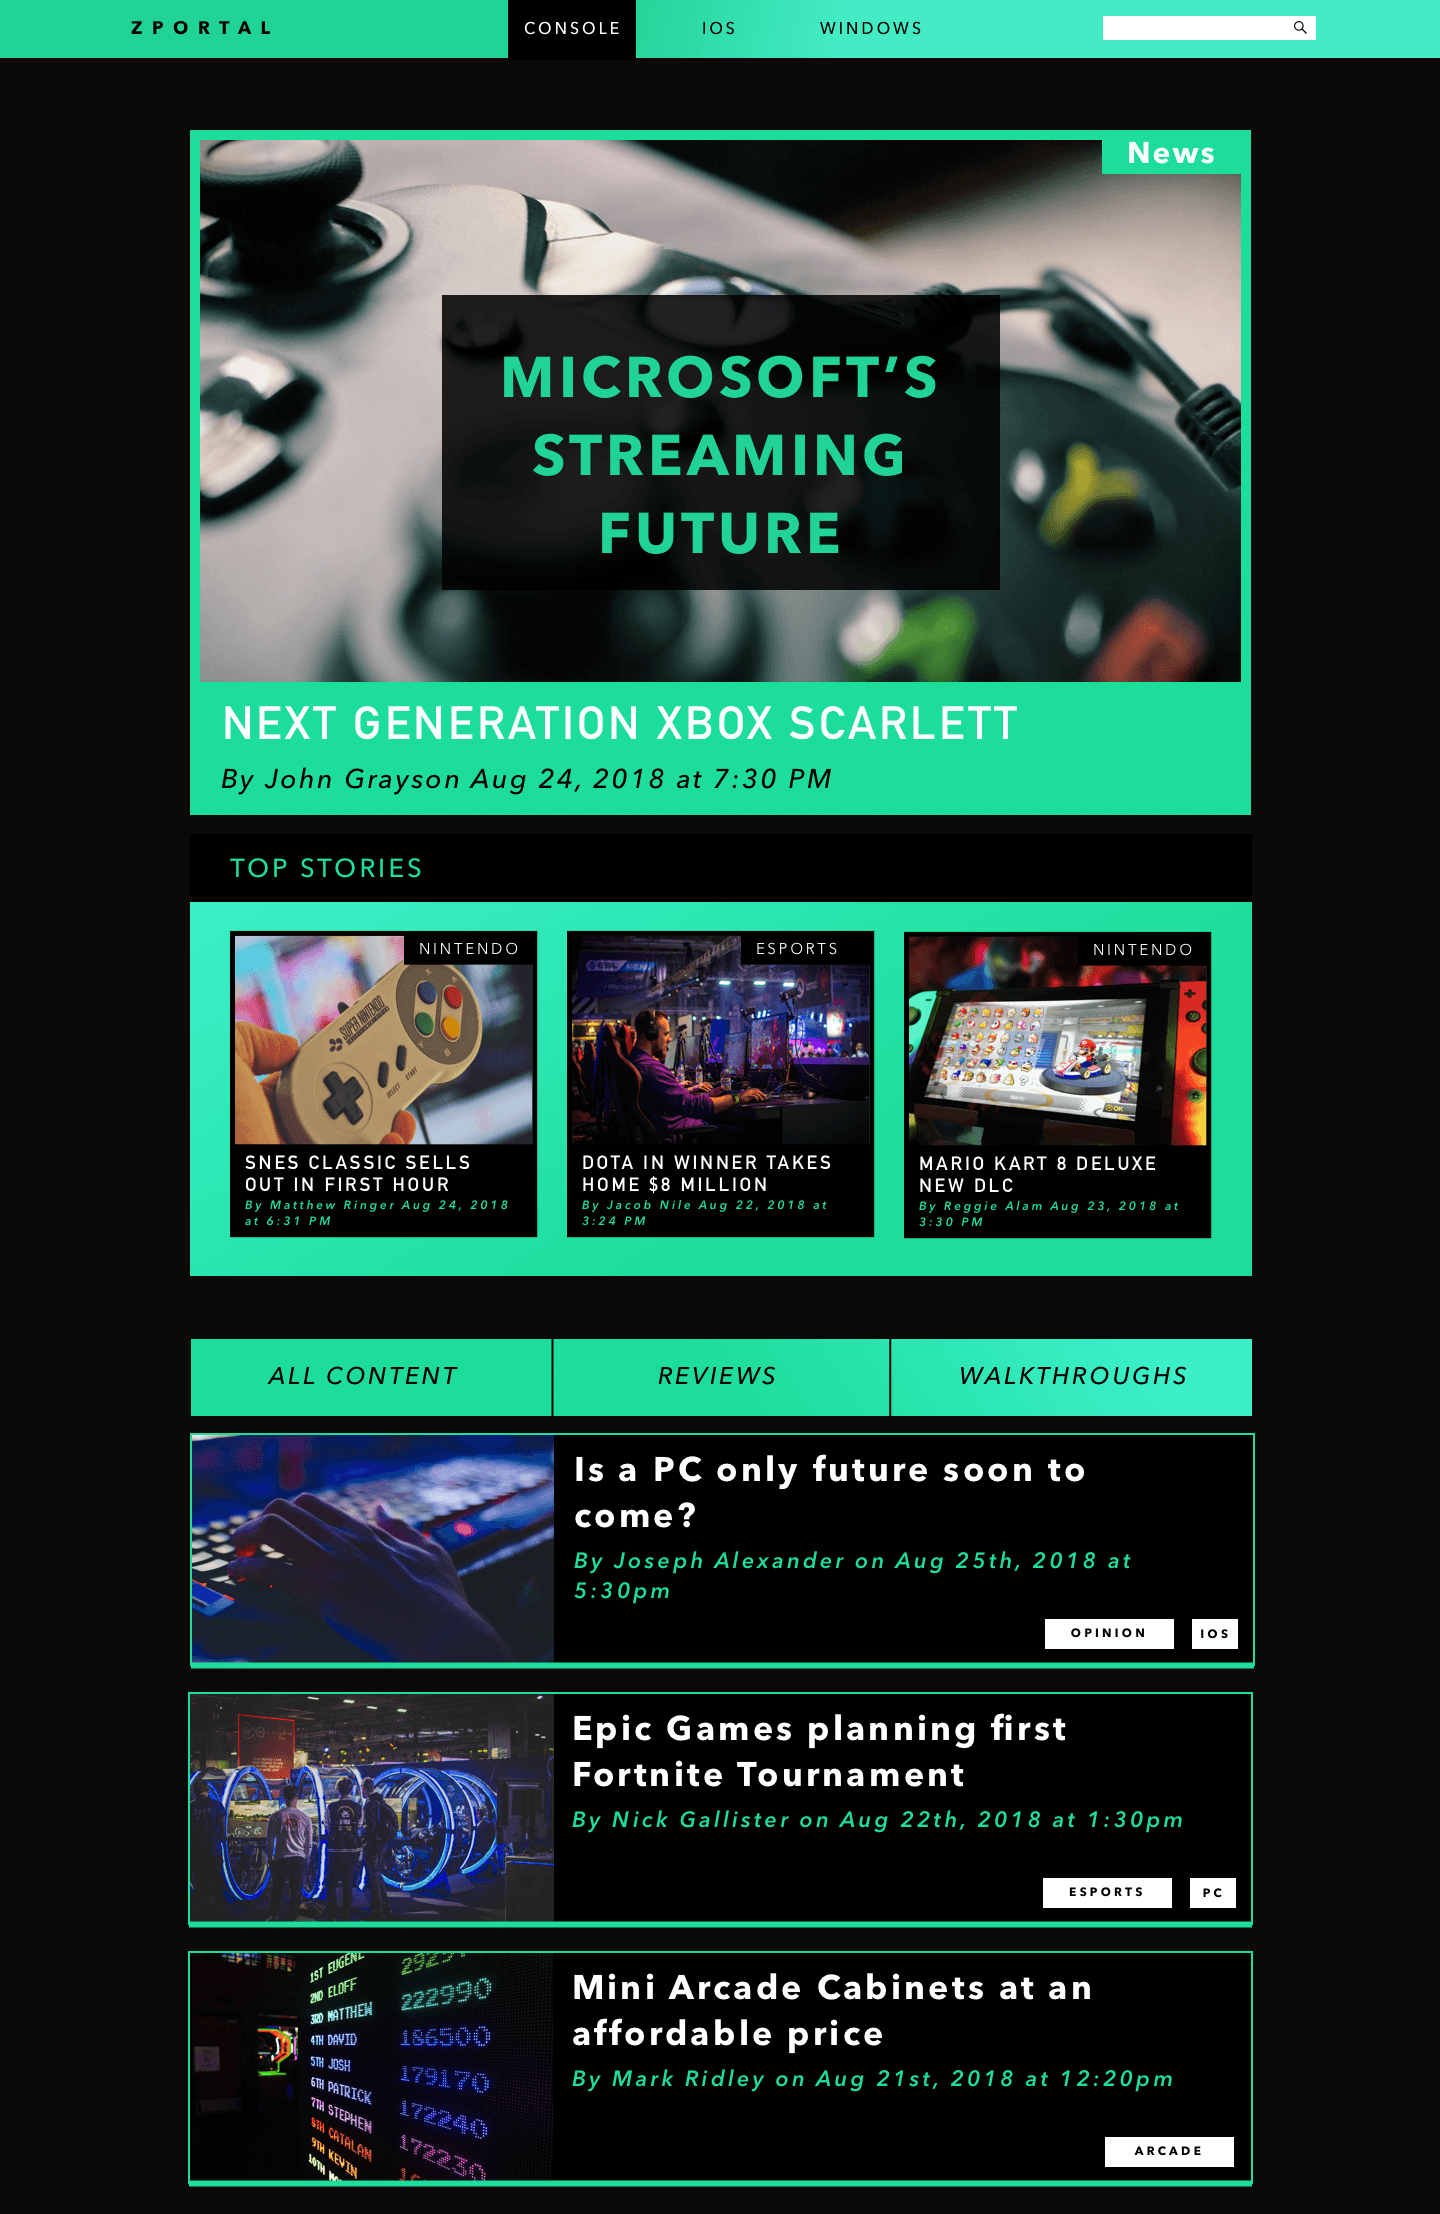 ZPORTAL
CONSOLE
IOS
WINDOWS
News
MICROSOFT’S
STREAMING
FUTURE
NEXT GENERATION XBOX SCARLETT
By John Grayson Aug 24, 2018 at 7:30 PM
TOP STORIES
NINTENDO
SUPER NINTENDO
SELECT START
SNES CLASSIC SELLS
OUT IN FIRST HOUR
By Matthew Ringer Aug 24, 2018
at 6:31 PM
ESPORTS
DOTA IN WINNER TAKES
HOME $8 MILLION
By Jacob Nile Aug 22, 2018 at
3:24 PM
NINTENDO
Mario
OK
MARIO KART 8 DELUXE
NEW DLC
By Reggie Alam Aug 23, 2018 at
3:30 PM
ALL CONTENT
REVIEWS
WALKTHROUGHS
Is a PC only future soon to
come?
By Joseph Alexander on Aug 25th, 2018 at
5:30pm
OPINION
IOS
Epic Games planning first
Fortnite Tournament
By Nick Gallister on Aug 22th, 2018 at 1:30pm
ESPORTS
PC
1ST EUGENE
2ND ELOFF 222990
3RD MATTHEW 186500
4TH DAVID 179170
5TH JOSH 172240
6TH PATRICK 172230
7TH STEPHEN
8TH CATALAN
9TH KEVIN
10TH
Mini Arcade Cabinets at an
affordable price
By Mark Ridley on Aug 21st, 2018 at 12:20pm
ARCADE